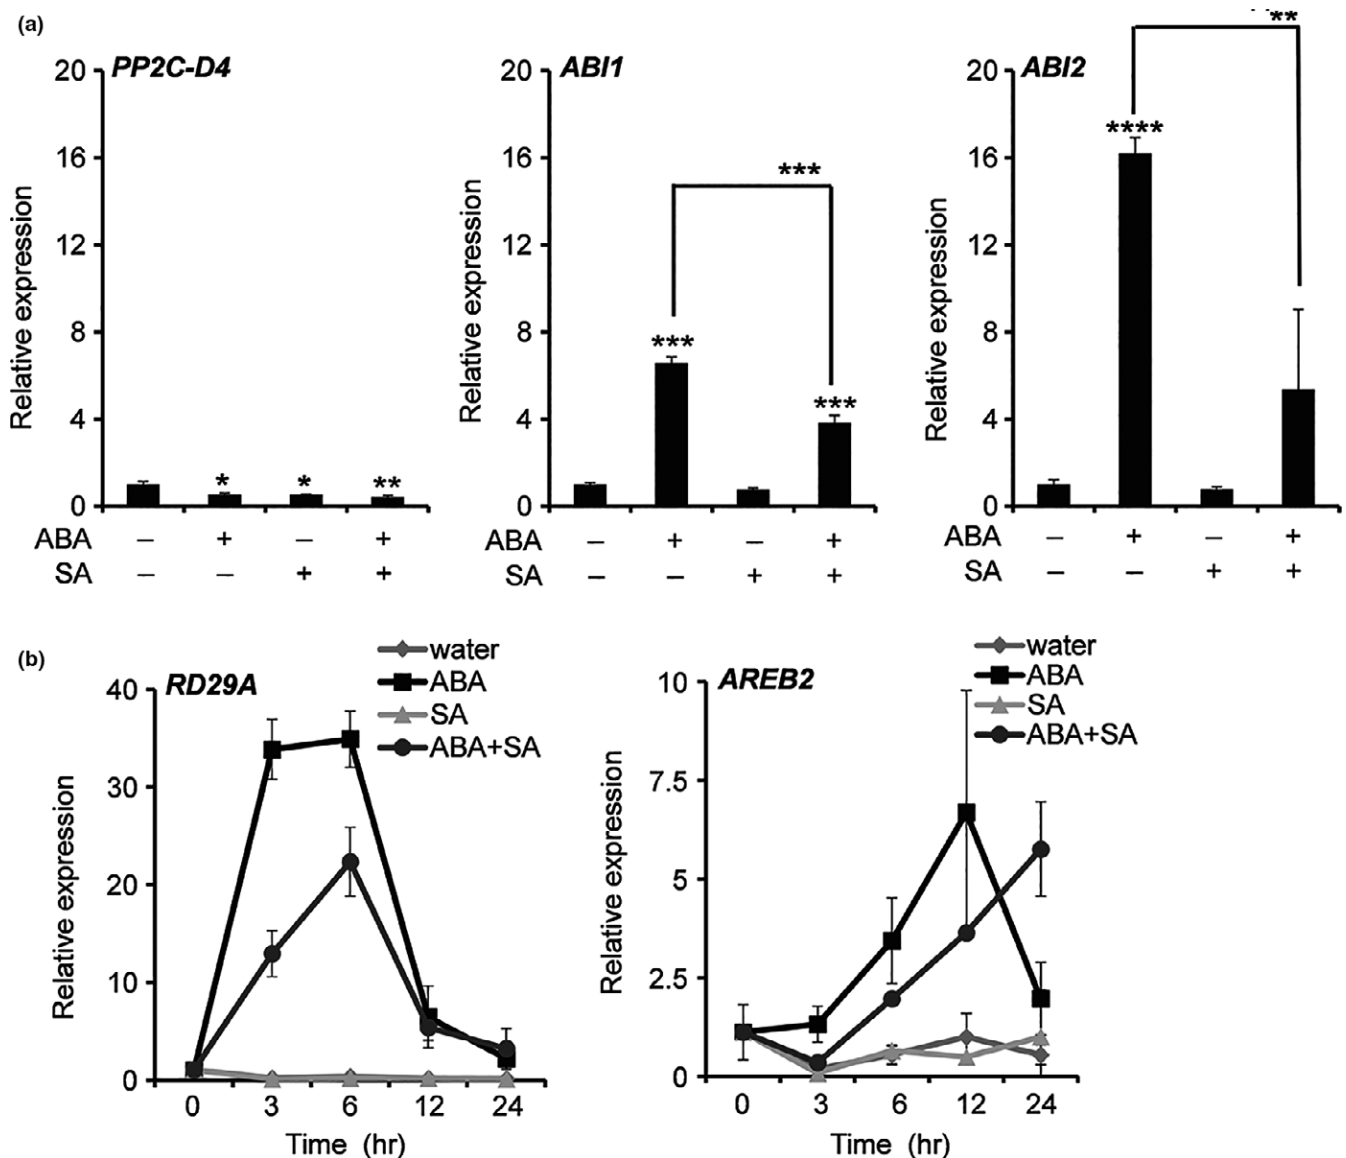 (a)
PP2C-D4
20
16
12
8
4
0
Relative expression
* * **
ABA – + – +
SA – – + +
ABI1
20
16
12
8
4
0
Relative expression
***
*** ***
ABA – + – +
SA – – + +
ABI2
20
16
12
8
4
0
Relative expression
**
****
ABA – + – +
SA – – + +
(b)
RD29A
water
ABA
SA
ABA+SA
40
30
20
10
0
Relative expression
0 3 6 12 24
Time (hr)
AREB2
water
ABA
SA
ABA+SA
10
7.5
5
2.5
0
Relative expression
0 3 6 12 24
Time (hr)